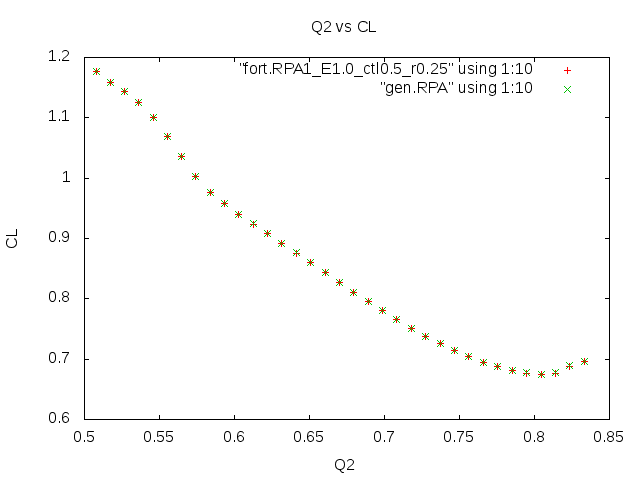 Q2 vs CL
"fort.RPA1_E1.0_ctl0.5_r0.25" using 1:10
"gen.RPA" using 1:10
1.2
1.1
1
0.9
0.8
0.7
0.6
CL
0.5 0.55 0.6 0.65 0.7 0.75 0.8 0.85
Q2